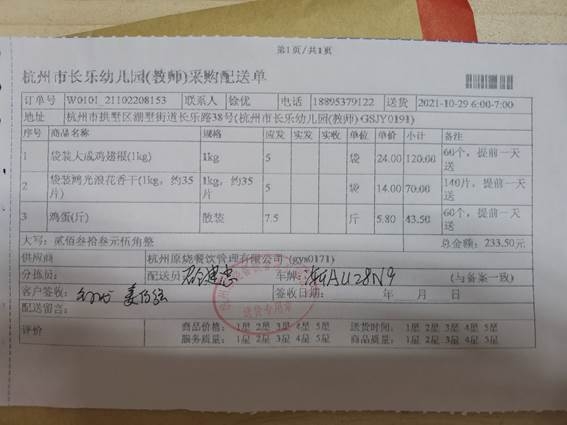 第1页/共1页
杭州市长乐幼儿园(教师)采购配送单
订单号 W0101_21102208153 联系人 徐优 电话 18895379122 送货 2021-10-29 6:00-7:00
地址 杭州市拱墅区湖墅街道长乐路38号(杭州市长乐幼儿园(教师) GSJY0191)
序号 商品名称 规格 应发 实发 实收 单位 单价 小计 备注
1 袋装大成鸡翅根(1kg) 1kg 5 袋 24.00 120.00 60个，提前一天送
2 袋装鸿光浪花香干(1kg，约35片) 1kg，约35片 5 袋 14.00 70.00 140片，提前一天送
3 鸡蛋(斤) 散装 7.5 斤 5.80 43.50 60个，提前一天送
大写：贰佰叁拾叁元伍角整 总金额：233.50元
供应商 杭州原烧餐饮管理有限公司 (gys0171)
分拣员： 配送员 车牌：浙AU28N9 (与备案一致)
客户签收： 签收日期： 年 月 日
配送留言：
评价 商品价格： 1星 2星 3星 4星 5星 送货时间： 1星 2星 3星 4星 5星
服务质量： 1星 2星 3星 4星 5星 商品质量： 1星 2星 3星 4星 5星
送货专用章